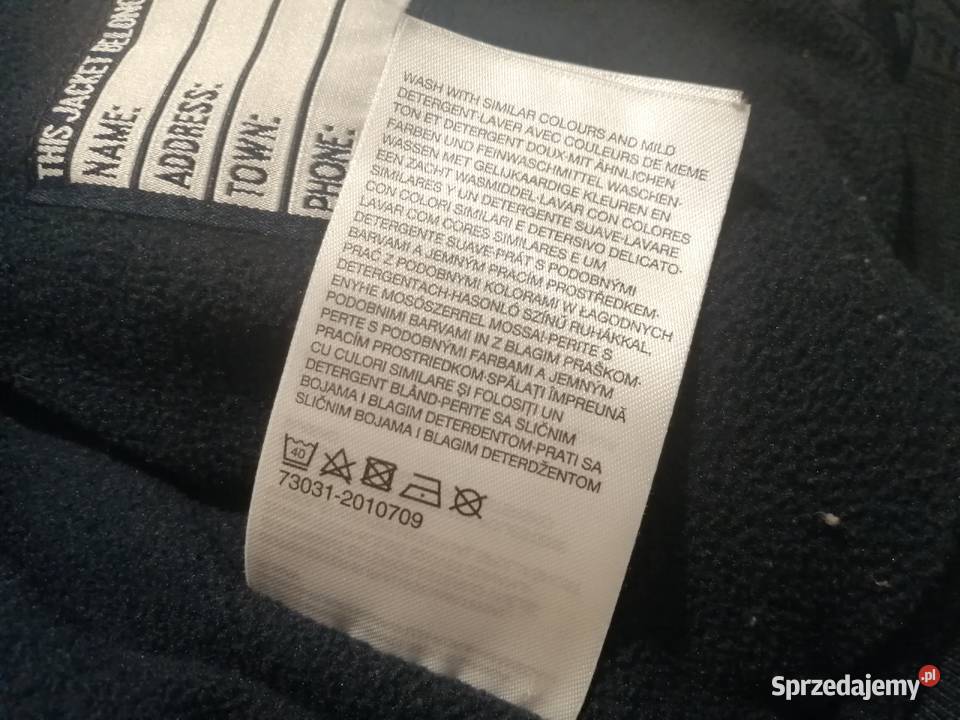 THIS JACKET BELONG
NAME:
ADDRESS:
TOWN:
PHONE:
WASH WITH SIMILAR COLOURS AND MILD
DETERGENT·LAVER AVEC COULEURS DE MEME
TON ET DETERGENT DOUX·MIT ÄHNLICHEN
FARBEN UND FEINWASCHMITTEL WASCHEN·
WASSEN MET GELIJKAARDIGE KLEUREN EN
EEN ZACHT WASMIDDEL·LAVAR CON COLORES
SIMILARES Y UN DETERGENTE SUAVE·LAVARE
CON COLORI SIMILARI E DETERSIVO DELICATO·
LAVAR COM CORES SIMILARES E UM
DETERGENTE SUAVE·PRÁT S PODOBNÝMI
BARVAMI A JEMNÝM PRACÍM PROSTŘEDKEM·
PRAĆ Z PODOBNYMI KOLORAMI W ŁAGODNYCH
DETERGENTACH·HASONLÓ SZÍNŰ RUHÁKKAL,
ENYHE MOSÓSZERREL MOSSA!·PERITE S
PODOBNIMI BARVAMI IN Z BLAGIM PRAŠKOM·
PERTE S PODOBNÝMI FARBAMI A JEMNÝM
PRACÍM PROSTRIEDKOM·SPĂLAȚI ÎMPREUNĂ
CU CULORI SIMILARE ȘI FOLOSIȚI UN
DETERGENT BLÂND·PERITE SA SLIČNIM
BOJAMA I BLAGIM DETERĐENTOM·PRATI SA
SLIČNIM BOJAMA I BLAGIM DETERDŽENTOM
40
73031-2010709
Sprzedajemy.pl